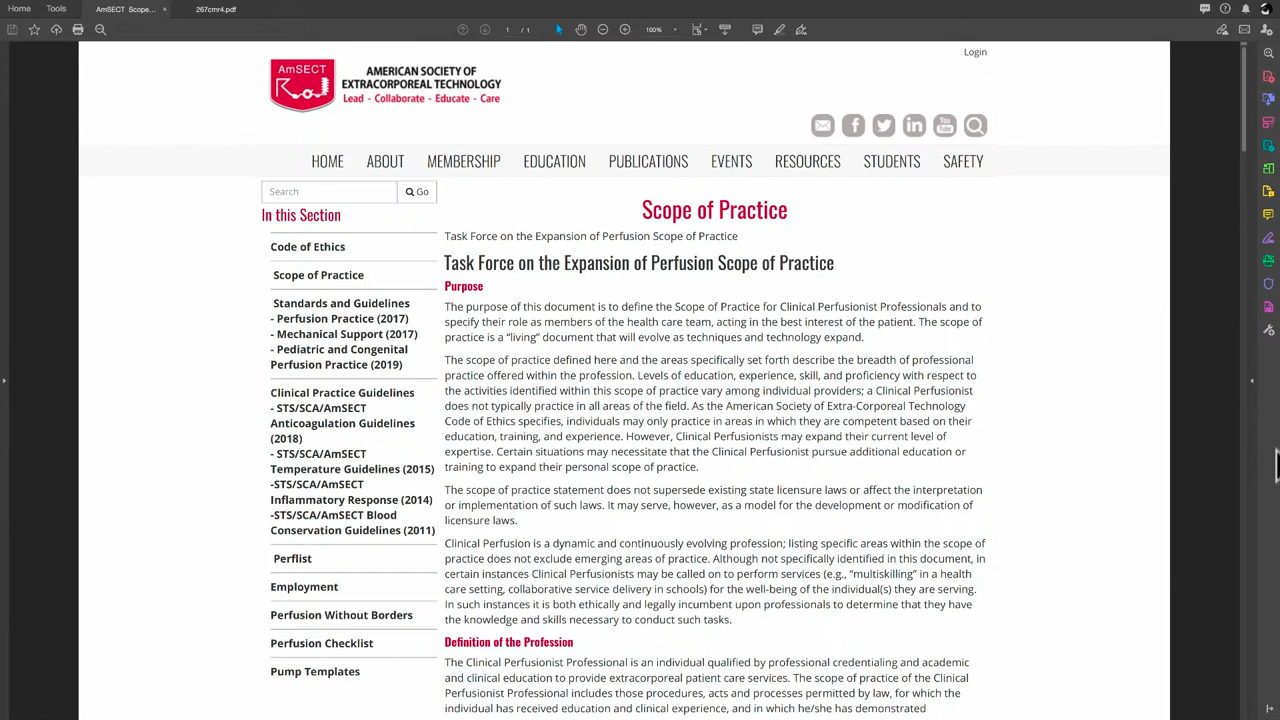 Home
Tools
AmSECT Scope...
×
267cmr4.pdf
1 / 1
100%
Login
AmSECT
AMERICAN SOCIETY OF
EXTRACORPOREAL TECHNOLOGY
Lead - Collaborate - Educate - Care
You
Tube
HOME ABOUT MEMBERSHIP EDUCATION PUBLICATIONS EVENTS RESOURCES STUDENTS SAFETY
Search
Go
In this Section
Code of Ethics
Scope of Practice
Standards and Guidelines
- Perfusion Practice (2017)
- Mechanical Support (2017)
- Pediatric and Congenital
Perfusion Practice (2019)
Clinical Practice Guidelines
- STS/SCA/AmSECT
Anticoagulation Guidelines
(2018)
- STS/SCA/AmSECT
Temperature Guidelines (2015)
-STS/SCA/AmSECT
Inflammatory Response (2014)
-STS/SCA/AmSECT Blood
Conservation Guidelines (2011)
Perflist
Employment
Perfusion Without Borders
Perfusion Checklist
Pump Templates
Scope of Practice
Task Force on the Expansion of Perfusion Scope of Practice
Task Force on the Expansion of Perfusion Scope of Practice
Purpose
The purpose of this document is to define the Scope of Practice for Clinical Perfusionist Professionals and to
specify their role as members of the health care team, acting in the best interest of the patient. The scope of
practice is a “living” document that will evolve as techniques and technology expand.
The scope of practice defined here and the areas specifically set forth describe the breadth of professional
practice offered within the profession. Levels of education, experience, skill, and proficiency with respect to
the activities identified within this scope of practice vary among individual providers; a Clinical Perfusionist
does not typically practice in all areas of the field. As the American Society of Extra-Corporeal Technology
Code of Ethics specifies, individuals may only practice in areas in which they are competent based on their
education, training, and experience. However, Clinical Perfusionists may expand their current level of
expertise. Certain situations may necessitate that the Clinical Perfusionist pursue additional education or
training to expand their personal scope of practice.
The scope of practice statement does not supersede existing state licensure laws or affect the interpretation
or implementation of such laws. It may serve, however, as a model for the development or modification of
licensure laws.
Clinical Perfusion is a dynamic and continuously evolving profession; listing specific areas within the scope of
practice does not exclude emerging areas of practice. Although not specifically identified in this document, in
certain instances Clinical Perfusionists may be called on to perform services (e.g., “multiskilling” in a health
care setting, collaborative service delivery in schools) for the well-being of the individual(s) they are serving.
In such instances it is both ethically and legally incumbent upon professionals to determine that they have
the knowledge and skills necessary to conduct such tasks.
Definition of the Profession
The Clinical Perfusionist Professional is an individual qualified by professional credentialing and academic
and clinical education to provide extracorporeal patient care services. The scope of practice of the Clinical
Perfusionist Professional includes those procedures, acts and processes permitted by law, for which the
individual has received education and clinical experience, and in which he/she has demonstrated